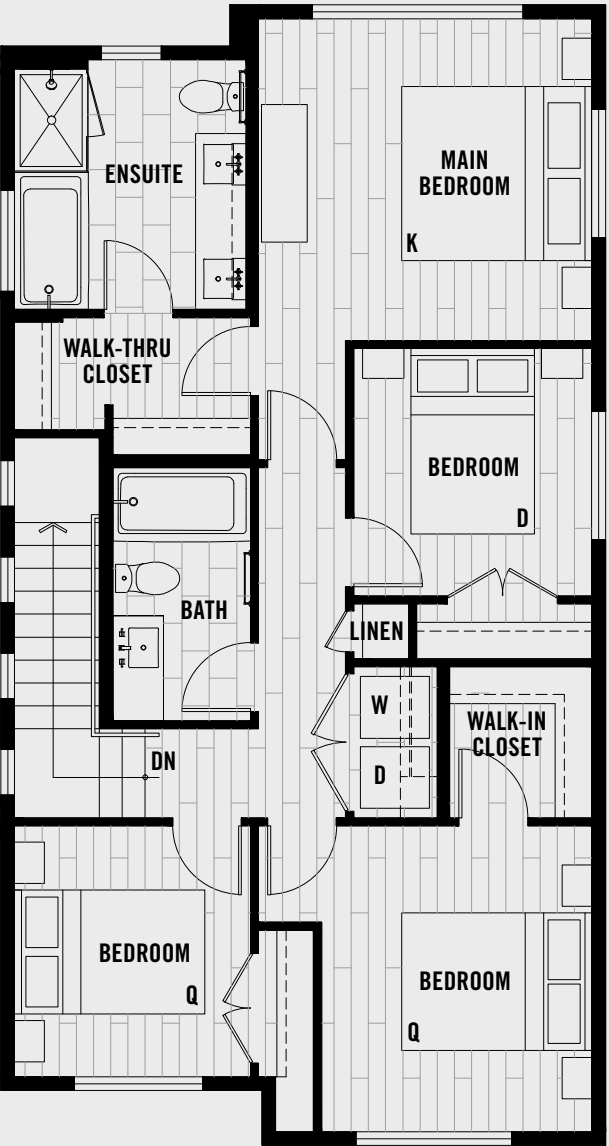 ENSUITE
MAIN
BEDROOM
K
WALK-THRU
CLOSET
BEDROOM
D
BATH
LINEN
W
D
WALK-IN
CLOSET
DN
BEDROOM
Q
BEDROOM
Q